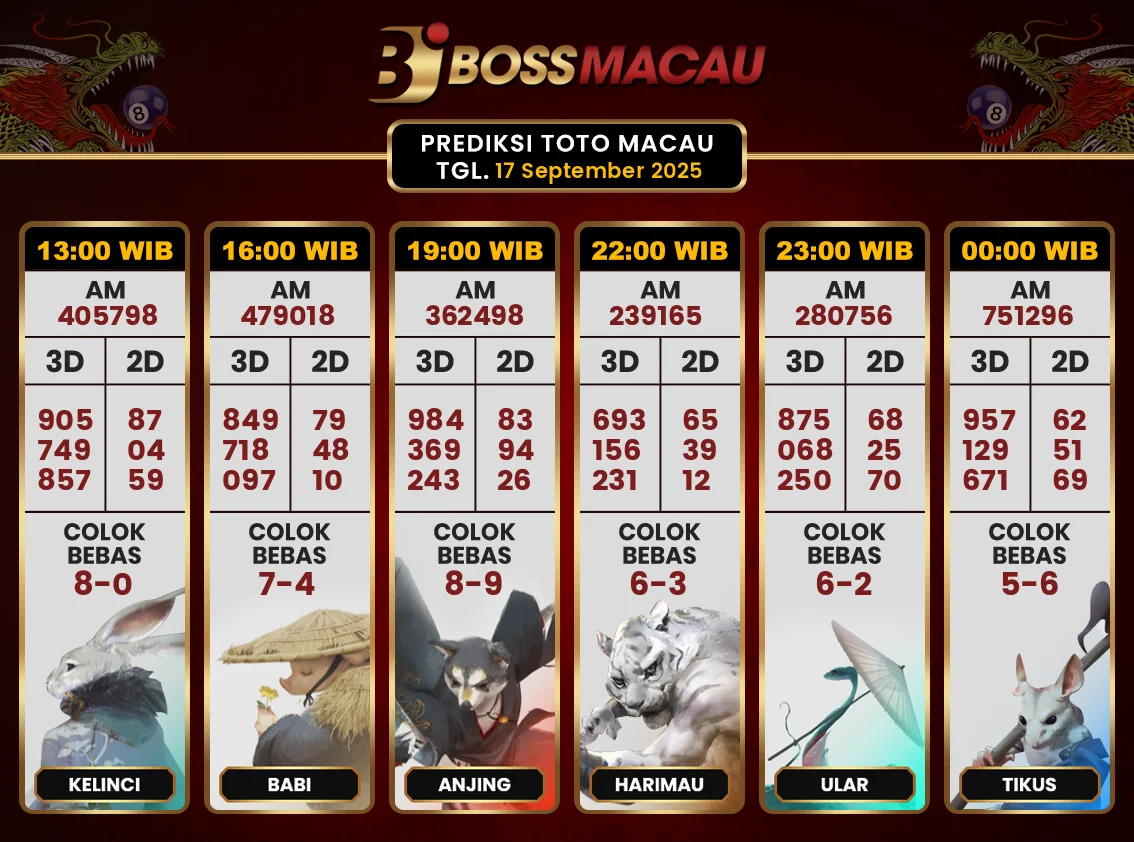 BJ BOSSMACAU
8
8
PREDIKSI TOTO MACAU
TGL. 17 September 2025
13:00 WIB
AM
405798
3D 2D
905 87
749 04
857 59
COLOK
BEBAS
8-0
KELINCI
16:00 WIB
AM
479018
3D 2D
849 79
718 48
097 10
COLOK
BEBAS
7-4
BABI
19:00 WIB
AM
362498
3D 2D
984 83
369 94
243 26
COLOK
BEBAS
8-9
ANJING
22:00 WIB
AM
239165
3D 2D
693 65
156 39
231 12
COLOK
BEBAS
6-3
HARIMAU
23:00 WIB
AM
280756
3D 2D
875 68
068 25
250 70
COLOK
BEBAS
6-2
ULAR
00:00 WIB
AM
751296
3D 2D
957 62
129 51
671 69
COLOK
BEBAS
5-6
TIKUS